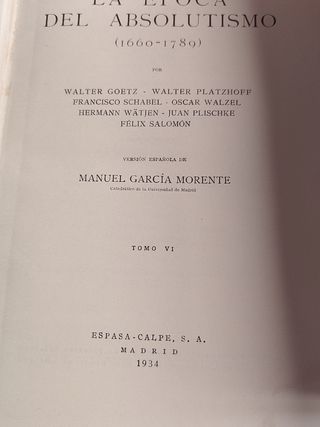 LA ÉPOCA
DEL ABSOLUTISMO
(1660-1789)
POR
WALTER GOETZ - WALTER PLATZHOFF
FRANCISCO SCHABEL - OSCAR WALZEL
HERMANN WÄTJEN - JUAN PLISCHKE
FÉLIX SALOMÓN
VERSIÓN ESPAÑOLA DE
MANUEL GARCÍA MORENTE
Catedrático de la Universidad de Madrid
TOMO VI
ESPASA-CALPE, S. A.
MADRID
1934